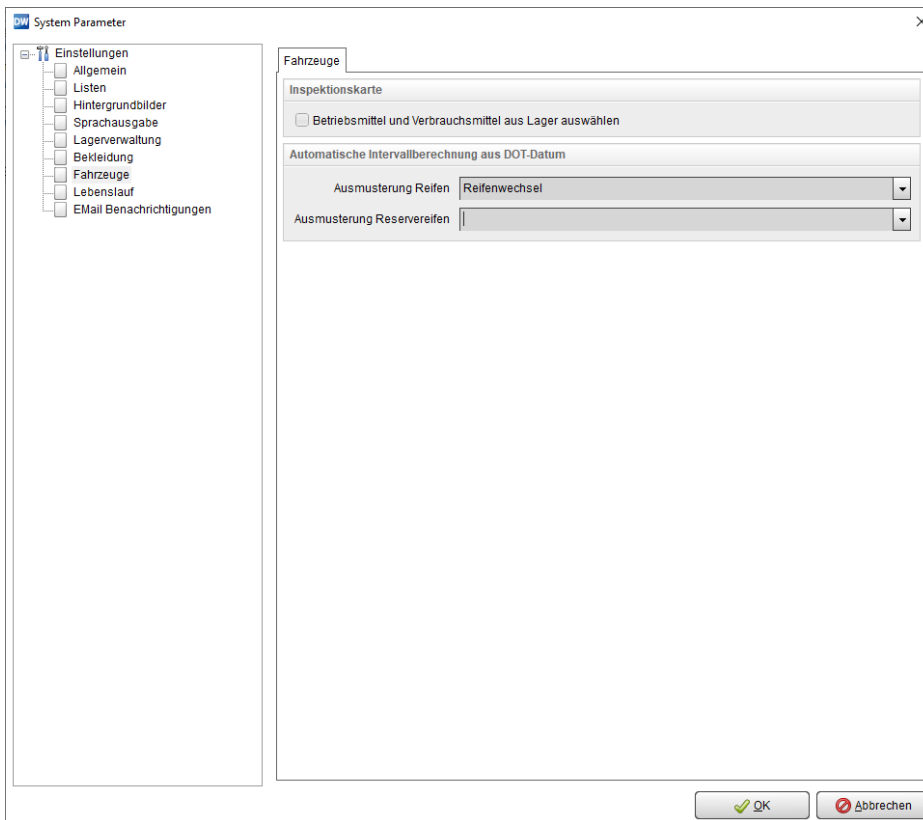 DW System Parameter
Einstellungen
Allgemein
Listen
Hintergrundbilder
Sprachausgabe
Lagerverwaltung
Bekleidung
Fahrzeuge
Lebenslauf
EMail Benachrichtigungen
Fahrzeuge
Inspektionskarte
Betriebsmittel und Verbrauchsmittel aus Lager auswählen
Automatische Intervallberechnung aus DOT-Datum
Ausmusterung Reifen Reifenwechsel
Ausmusterung Reservereifen
OK Abbrechen